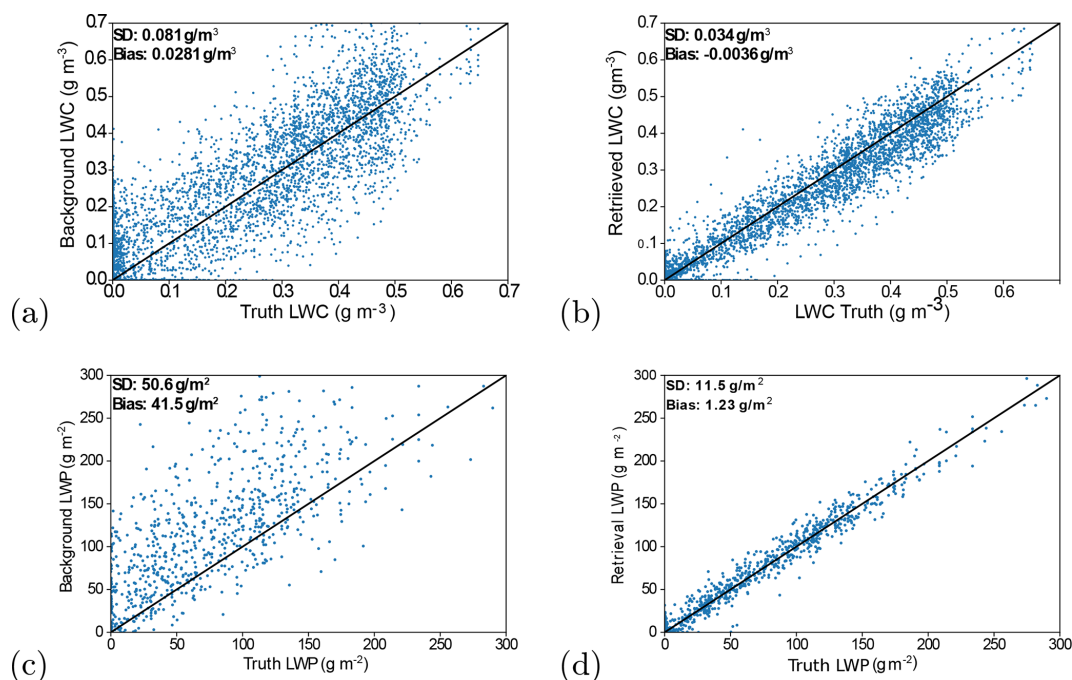 0.7
SD: 0.081 g/m³
Bias: 0.0281 g/m³
0.6
0.5
0.4
0.3
0.2
0.1
0.0
Background LWC (g m⁻³)
0.0 0.1 0.2 0.3 0.4 0.5 0.6 0.7
Truth LWC (g m⁻³)
(a)
0.7
SD: 0.034 g/m³
Bias: -0.0036 g/m³
0.6
0.5
0.4
0.3
0.2
0.1
0.0
Retriieved LWC (gm⁻³)
0.0 0.1 0.2 0.3 0.4 0.5 0.6
LWC Truth (g m⁻³)
(b)
300
SD: 50.6 g/m²
Bias: 41.5 g/m²
250
200
150
100
50
0
Background LWP (g m⁻²)
0 50 100 150 200 250 300
Truth LWP (g m⁻²)
(c)
300
SD: 11.5 g/m²
Bias: 1.23 g/m²
250
200
150
100
50
0
Retrieval LWP (g m⁻²)
0 50 100 150 200 250 300
Truth LWP (g m⁻²)
(d)